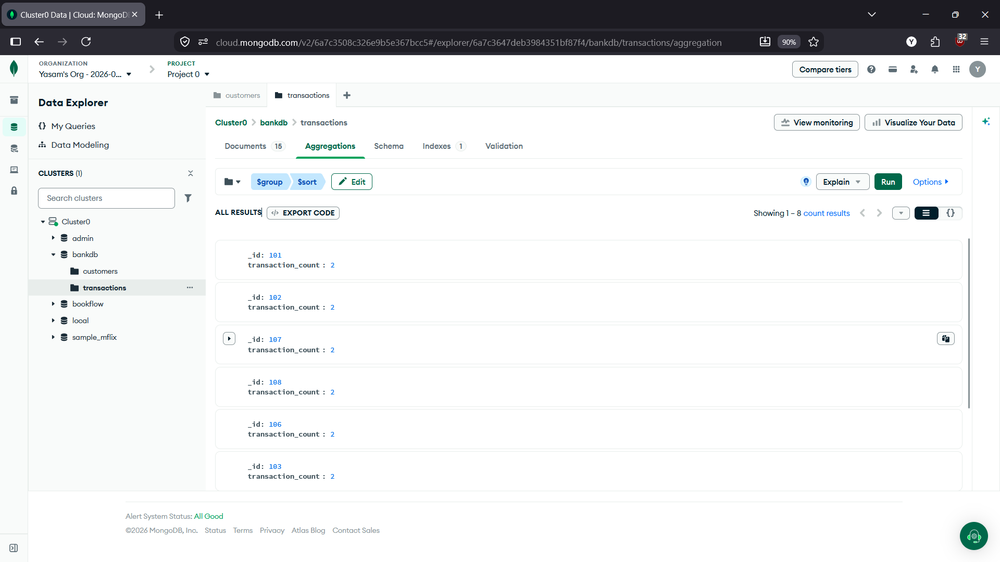 Cluster0 Data | Cloud: MongoDB
cloud.mongodb.com/v2/6a7c3508c326e9b5e367bcc5#/explorer/6a7c3647deb3984351bf87f4/bankdb/transactions/aggregation
90%
Y
32
ORGANIZATION
Yasam's Org - 2026-0...
PROJECT
Project 0
Compare tiers
Y
Data Explorer
My Queries
Data Modeling
CLUSTERS (1)
Search clusters
Cluster0
admin
bankdb
customers
transactions
bookflow
local
sample_mflix
customers
transactions
Cluster0
bankdb
transactions
View monitoring
Visualize Your Data
Documents 15
Aggregations
Schema
Indexes 1
Validation
$group
$sort
Edit
Explain
Run
Options
ALL RESULTS
EXPORT CODE
Showing 1 – 8 count results
_id: 101
transaction_count : 2
_id: 102
transaction_count : 2
_id: 107
transaction_count : 2
_id: 108
transaction_count : 2
_id: 106
transaction_count : 2
_id: 103
transaction_count : 2
Alert System Status: All Good
©2026 MongoDB, Inc. Status Terms Privacy Atlas Blog Contact Sales